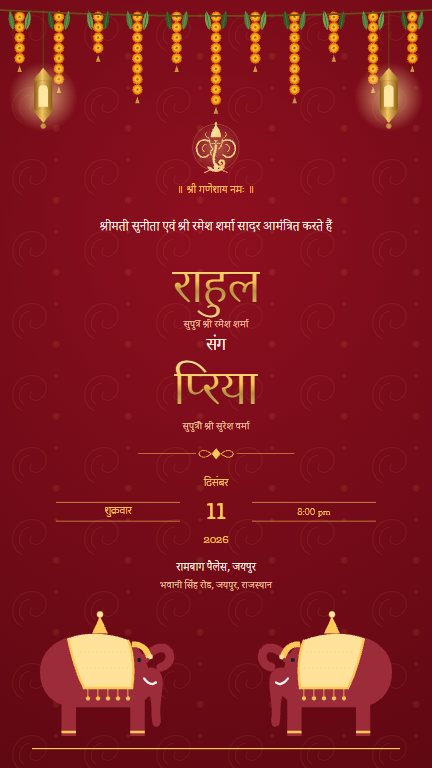 ॥ श्री गणेशाय नमः ॥
श्रीमती सुनीता एवं श्री रमेश शर्मा सादर आमंत्रित करते हैं
राहुल
सुपुत्र श्री रमेश शर्मा
संग
प्रिया
सुपुत्री श्री सुरेश वर्मा
दिसंबर
शुक्रवार 11 8:00 pm
2026
रामबाग पैलेस, जयपुर
भवानी सिंह रोड, जयपुर, राजस्थान